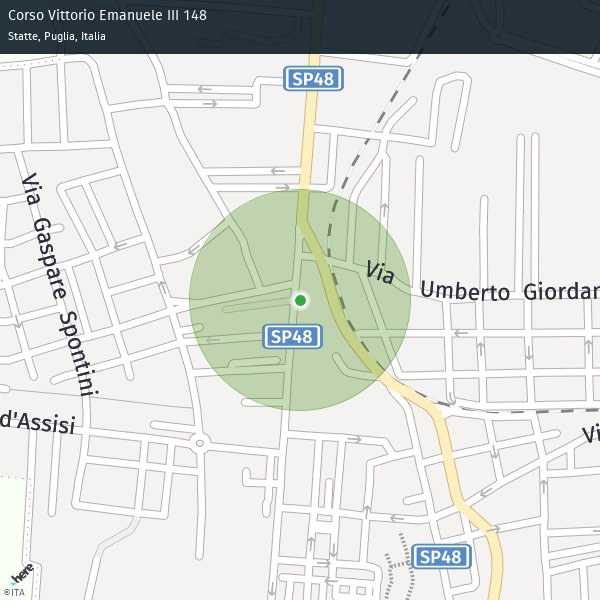 Corso Vittorio Emanuele III 148
Statte, Puglia, Italia
SP48
Via Gaspare Spontini
Via Umberto Giordan
SP48
d'Assisi
Vi
SP48
here
©ITA